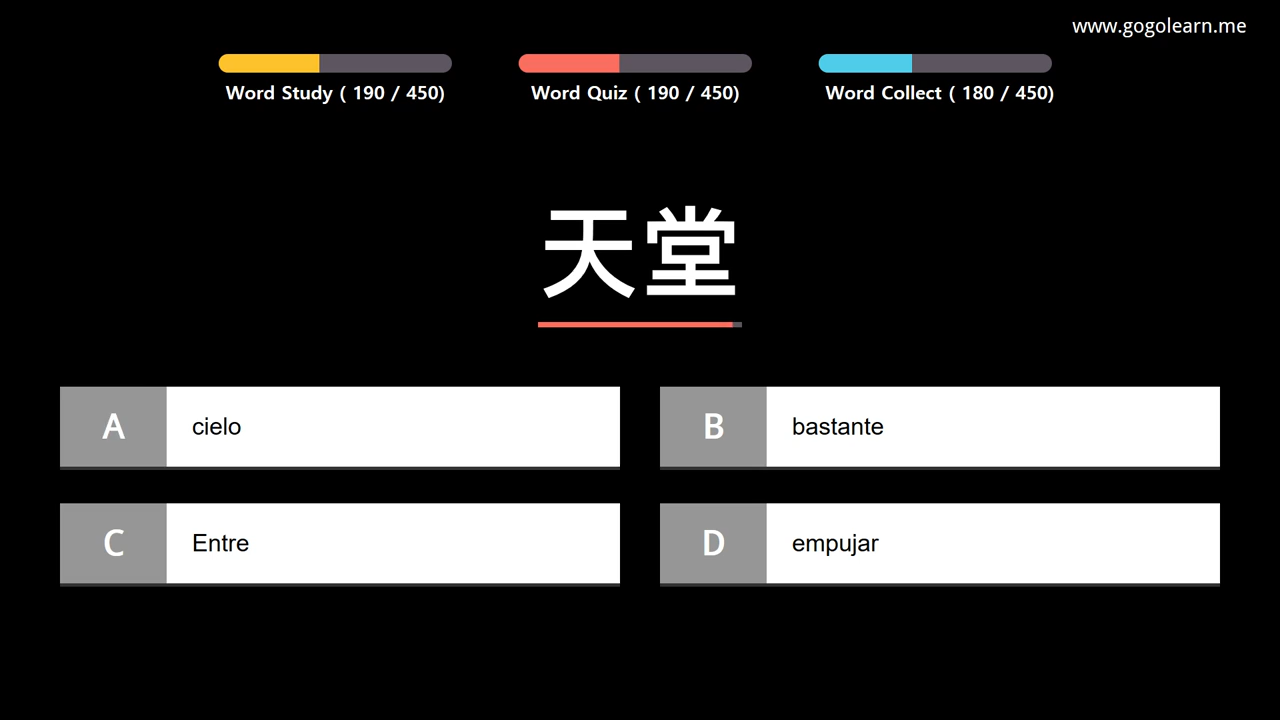 www.gogolearn.me
Word Study ( 190 / 450)
Word Quiz ( 190 / 450)
Word Collect ( 180 / 450)
天堂
A cielo
B bastante
C Entre
D empujar